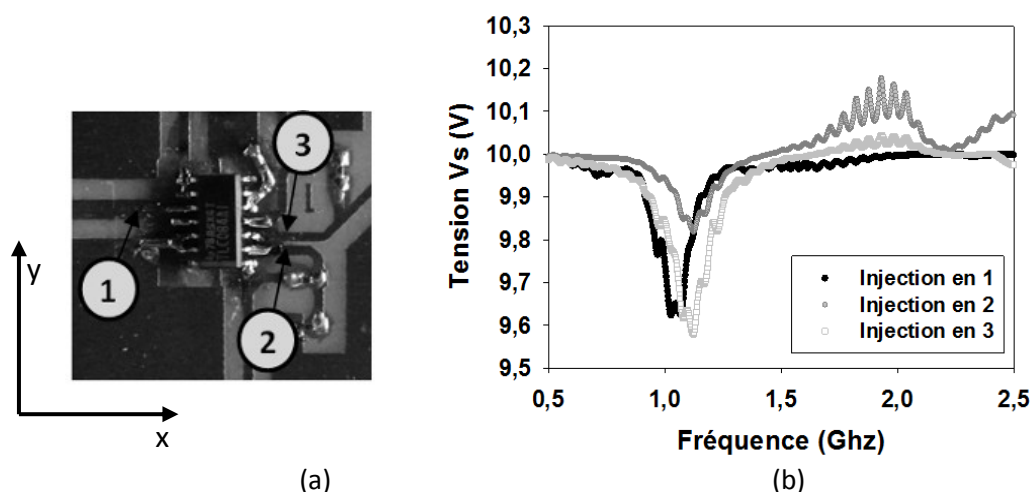 3
1
2
y
x
(a)
10,3
10,2
10,1
10,0
9,9
9,8
9,7
9,6
9,5
Tension Vs (V)
Injection en 1
Injection en 2
Injection en 3
0,5
1,0
1,5
2,0
2,5
Fréquence (Ghz)
(b)